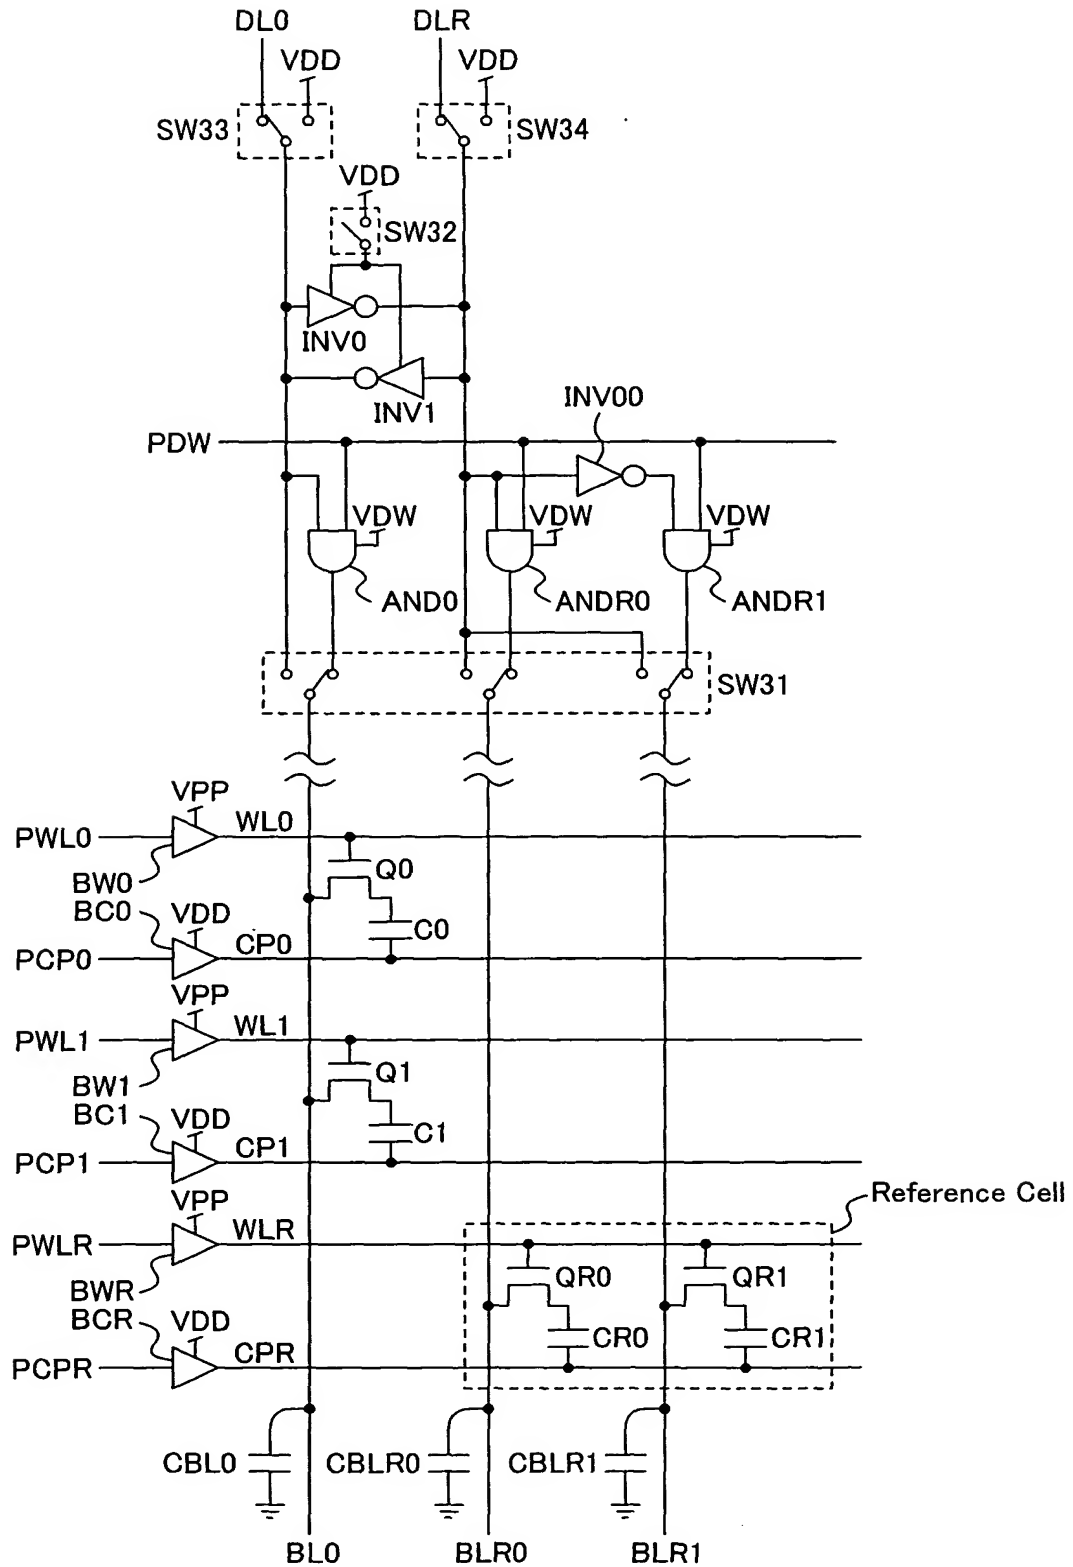 DL0
DLR
VDD
VDD
SW33
SW34
VDD
SW32
INV0
INV1
INV00
PDW
VDW
VDW
AND0
ANDR0
ANDR1
SW31
VPP
PWL0
WL0
BW0
Q0
BC0
VDD
C0
PCP0
CP0
VPP
PWL1
WL1
BW1
Q1
BC1
VDD
C1
PCP1
CP1
Reference Cell
VPP
PWLR
WLR
BWR
QR0
QR1
BCR
VDD
CR0
CR1
PCPR
CPR
CBL0
CBLR0
CBLR1
BL0
BLR0
BLR1